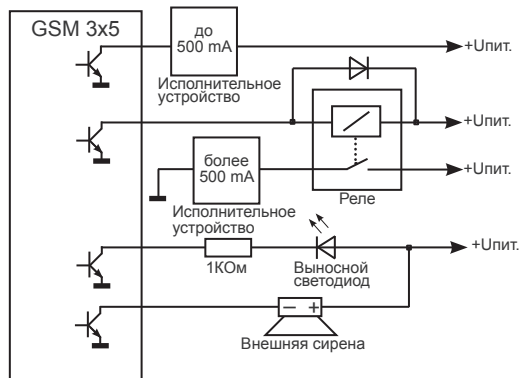 GSM 3x5
до
500 mA
+Uпит.
Исполнительное
устройство
+Uпит.
более
500 mA
+Uпит.
Реле
Исполнительное
устройство
+Uпит.
1КОм
Выносной
светодиод
− +
Внешняя сирена